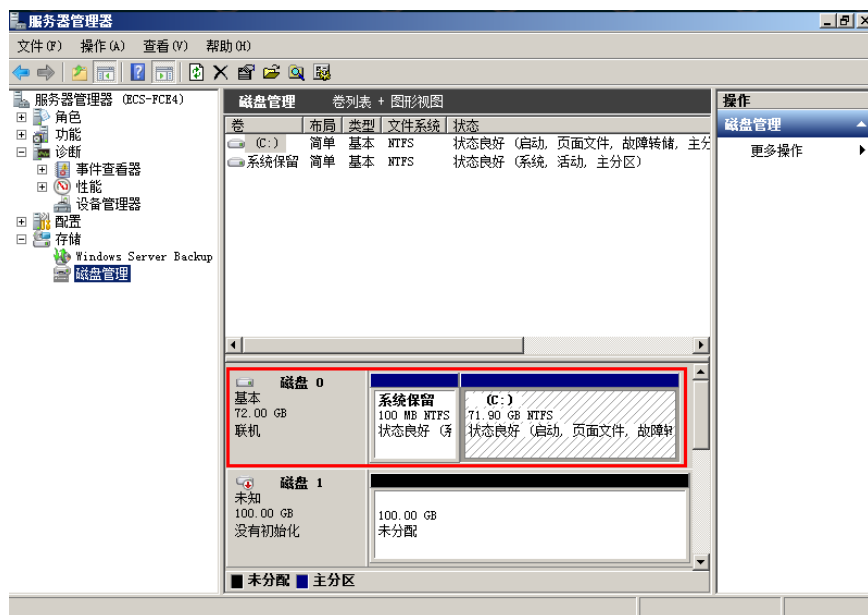 服务器管理器
文件(F) 操作(A) 查看(V) 帮助(H)
服务器管理器 (ECS-FCE4)
角色
功能
诊断
事件查看器
性能
设备管理器
配置
存储
Windows Server Backup
磁盘管理
磁盘管理 卷列表 + 图形视图
卷 布局 类型 文件系统 状态
(C:) 简单 基本 NTFS 状态良好 (启动, 页面文件, 故障转储, 主分
系统保留 简单 基本 NTFS 状态良好 (系统, 活动, 主分区)
磁盘 0
基本
72.00 GB
联机
系统保留
100 MB NTFS
状态良好 (系
(C:)
71.90 GB NTFS
状态良好 (启动, 页面文件, 故障转
磁盘 1
未知
100.00 GB
没有初始化
100.00 GB
未分配
未分配 主分区
操作
磁盘管理
更多操作